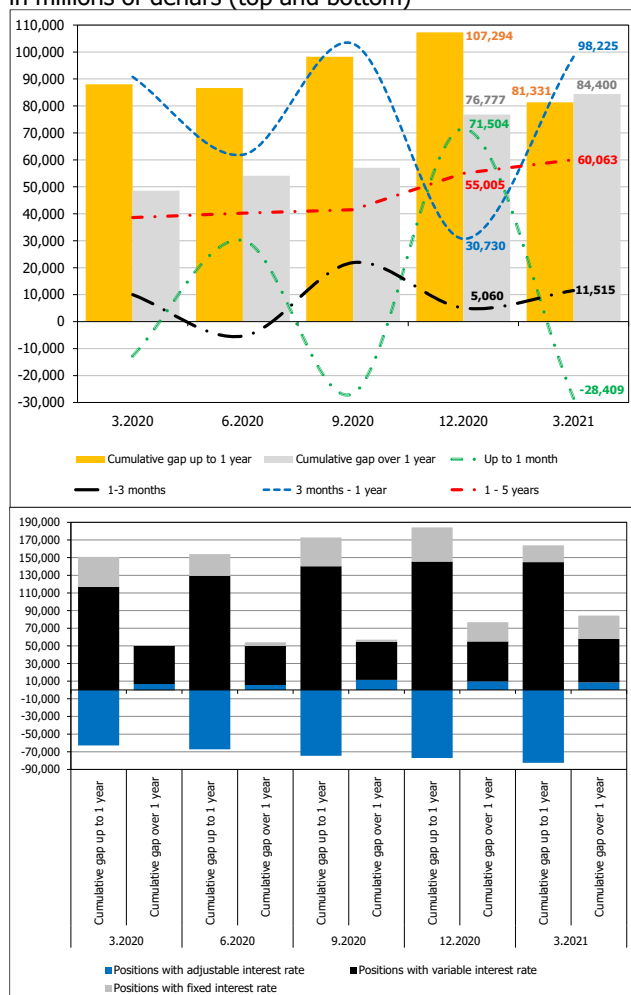 in millions of denars (top and bottom)
110,000
100,000
90,000
80,000
70,000
60,000
50,000
40,000
30,000
20,000
10,000
0
-10,000
-20,000
-30,000
107,294
98,225
76,777
81,331
84,400
71,504
55,005
60,063
30,730
5,060
11,515
-28,409
3.2020 6.2020 9.2020 12.2020 3.2021
Cumulative gap up to 1 year Cumulative gap over 1 year Up to 1 month
1-3 months 3 months - 1 year 1 - 5 years
190,000
170,000
150,000
130,000
110,000
90,000
70,000
50,000
30,000
10,000
-10,000
-30,000
-50,000
-70,000
-90,000
Cumulative gap up to 1 year
Cumulative gap over 1 year
Cumulative gap up to 1 year
Cumulative gap over 1 year
Cumulative gap up to 1 year
Cumulative gap over 1 year
Cumulative gap up to 1 year
Cumulative gap over 1 year
Cumulative gap up to 1 year
Cumulative gap over 1 year
3.2020 6.2020 9.2020 12.2020 3.2021
Positions with adjustable interest rate Positions with variable interest rate
Positions with fixed interest rate